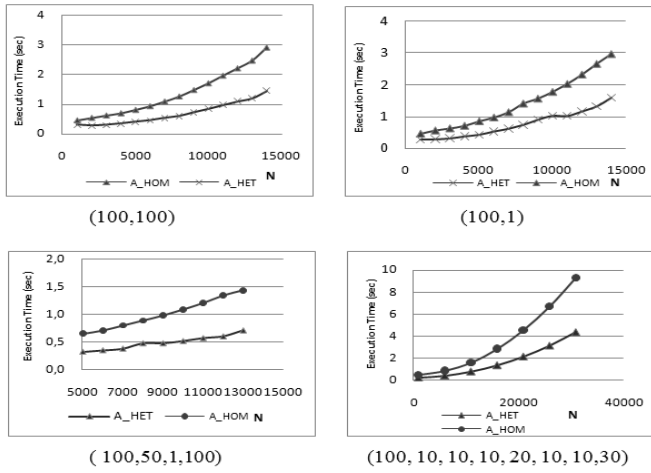 Execution Time (sec)
4
3
2
1
0
0 5000 10000 15000
N
A_HOM A_HET
(100,100)
Execution Time (sec)
4
3
2
1
0
0 5000 10000 15000
A_HET A_HOM N
(100,1)
Execution Time (sec)
2,0
1,5
1,0
0,5
0,0
5000 7000 9000 11000 13000 15000
A_HET A_HOM N
( 100,50,1,100)
Execution Time (sec)
10
8
6
4
2
0
0 20000 40000
A_HET N
A_HOM
(100, 10, 10, 10, 20, 10, 10,30)